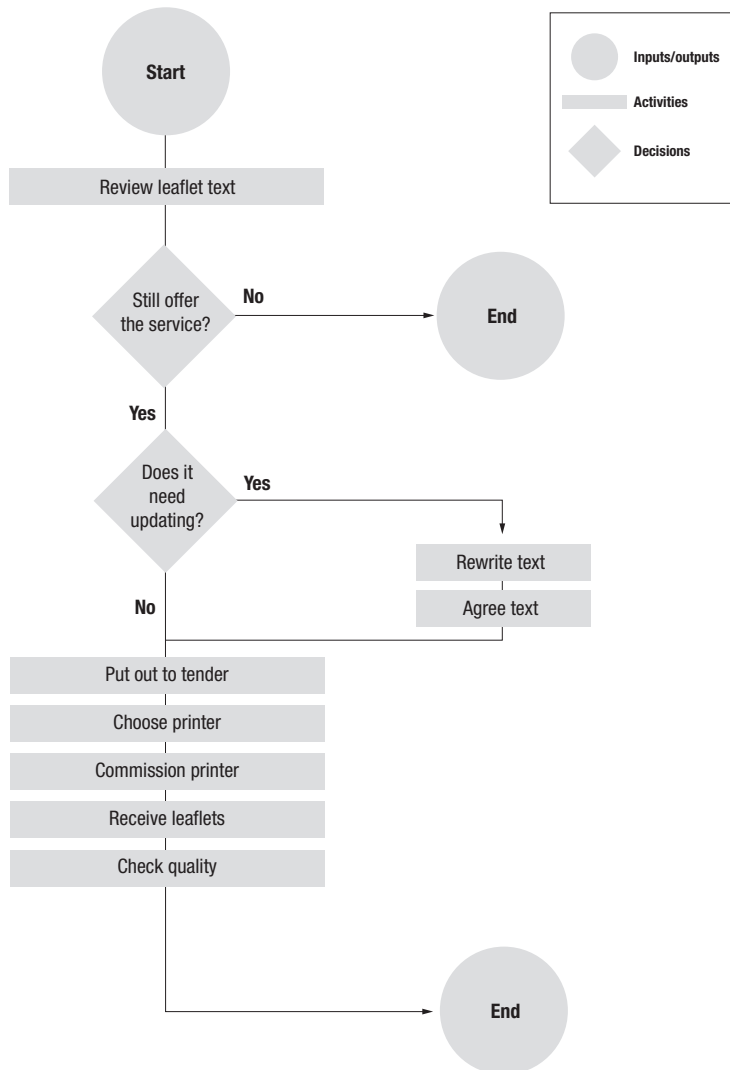 Start
Inputs/outputs
Activities
Decisions
Review leaflet text
Still offer
the service?
No
End
Yes
Does it
need
updating?
Yes
Rewrite text
Agree text
No
Put out to tender
Choose printer
Commission printer
Receive leaflets
Check quality
End